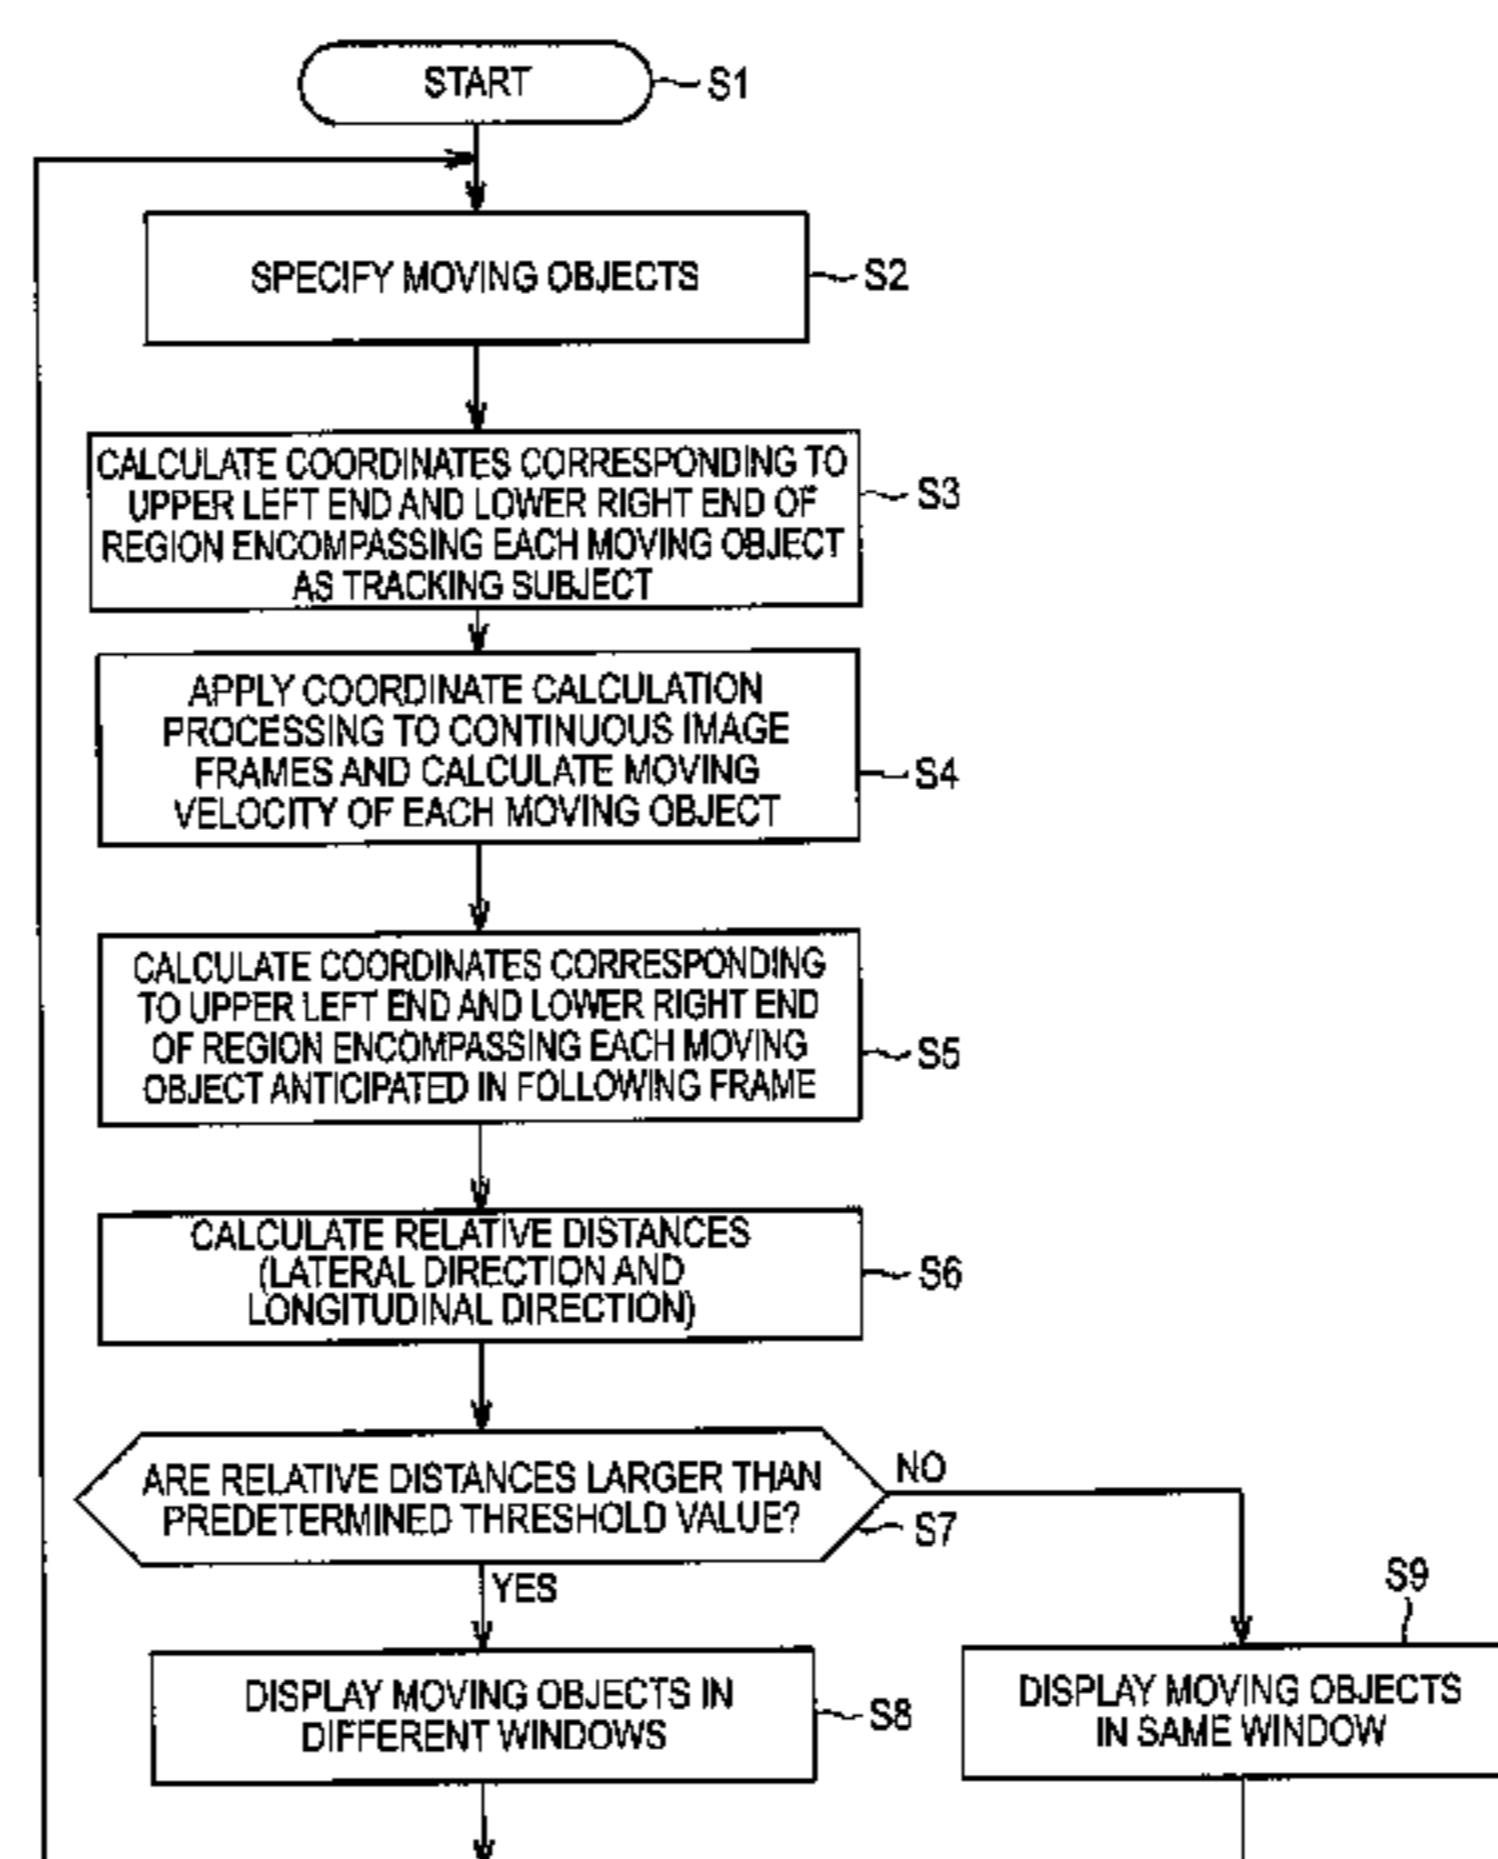 START
S1
SPECIFY MOVING OBJECTS
S2
CALCULATE COORDINATES CORRESPONDING TO
UPPER LEFT END AND LOWER RIGHT END OF
REGION ENCOMPASSING EACH MOVING OBJECT
AS TRACKING SUBJECT
S3
APPLY COORDINATE CALCULATION
PROCESSING TO CONTINUOUS IMAGE
FRAMES AND CALCULATE MOVING
VELOCITY OF EACH MOVING OBJECT
S4
CALCULATE COORDINATES CORRESPONDING
TO UPPER LEFT END AND LOWER RIGHT END
OF REGION ENCOMPASSING EACH MOVING
OBJECT ANTICIPATED IN FOLLOWING FRAME
S5
CALCULATE RELATIVE DISTANCES
(LATERAL DIRECTION AND
LONGITUDINAL DIRECTION)
S6
ARE RELATIVE DISTANCES LARGER THAN
PREDETERMINED THRESHOLD VALUE?
NO
S7
YES
S9
DISPLAY MOVING OBJECTS IN
DIFFERENT WINDOWS
S8
DISPLAY MOVING OBJECTS
IN SAME WINDOW